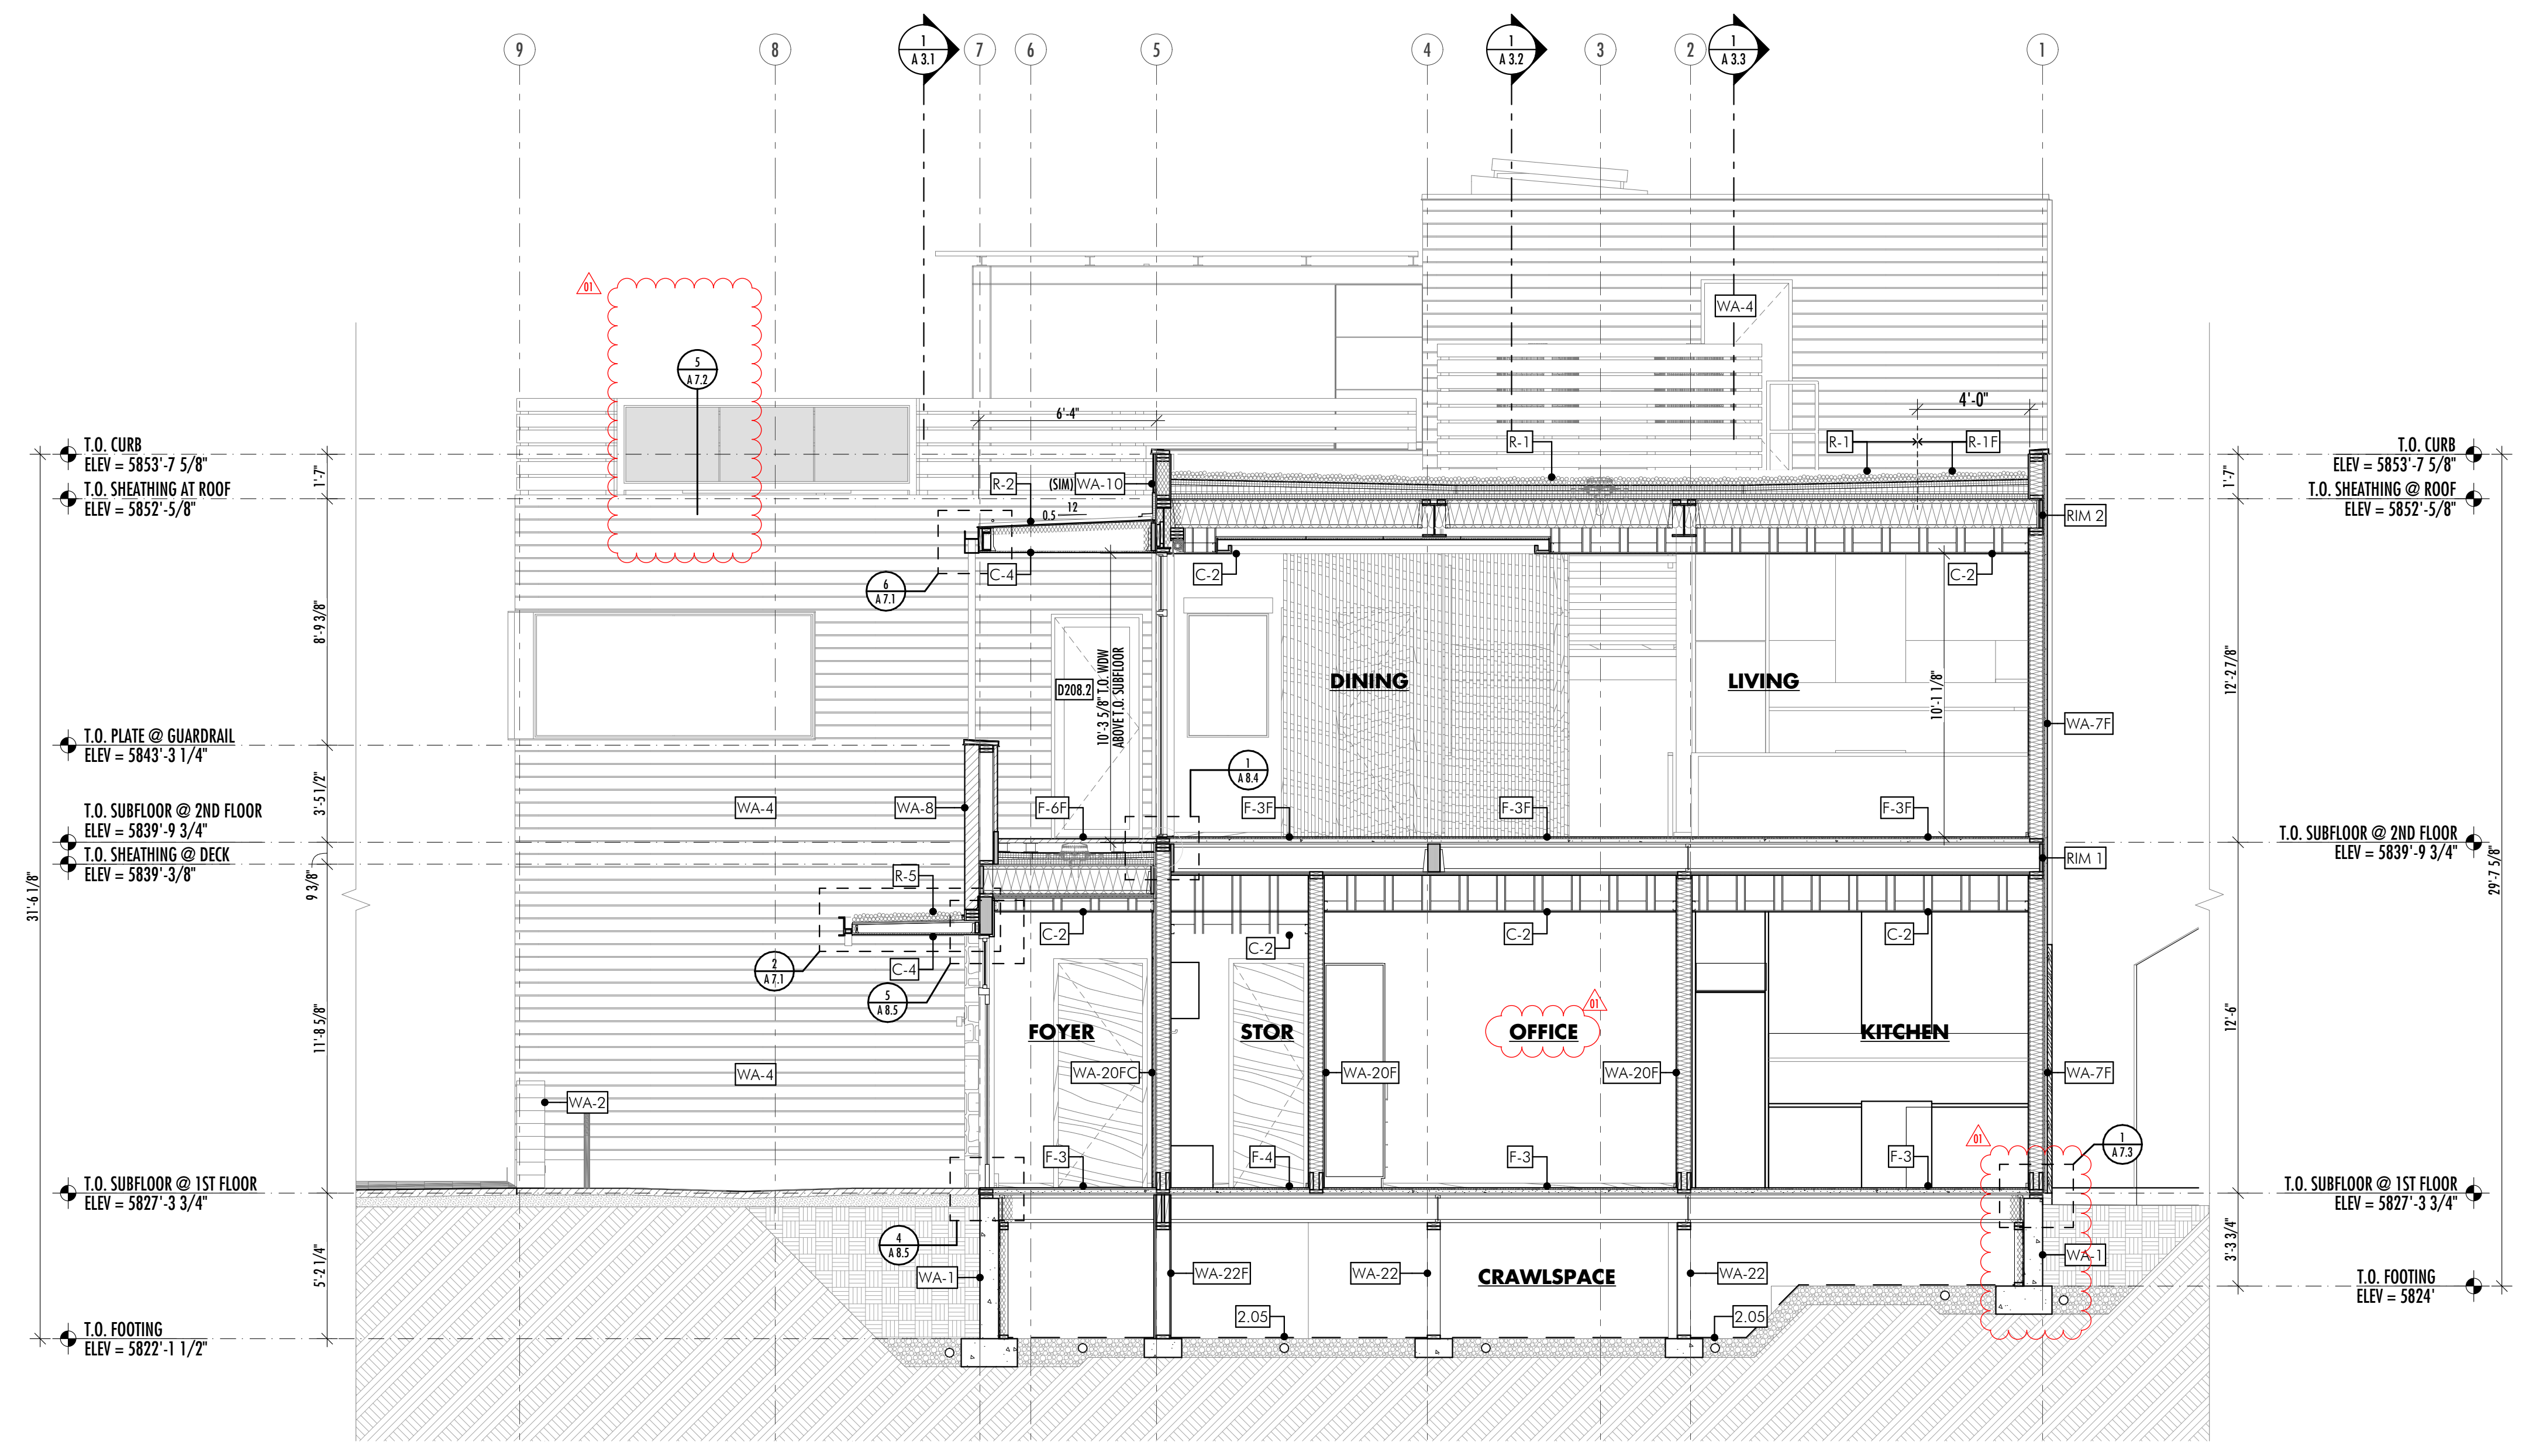 9
8
1
A 3.1
7
6
5
4
1
A 3.2
3
2
1
A 3.3
1
01
5
A 7.2
WA-4
6'-4"
4'-0"
T.O. CURB
ELEV = 5853'-7 5/8"
T.O. SHEATHING AT ROOF
ELEV = 5852'-5/8"
1'-7"
R-2
(SIM) WA-10
0.5
12
R-1
R-1
R-1F
T.O. CURB
ELEV = 5853'-7 5/8"
1'-7"
T.O. SHEATHING @ ROOF
ELEV = 5852'-5/8"
RIM 2
C-4
C-2
C-2
6
A 7.1
8'-9 3/8"
D208.2
10'-3 5/8" T.O. WDW
ABOVE T.O. SUBFLOOR
DINING
LIVING
10'-1 1/8"
12'-2 7/8"
WA-7F
T.O. PLATE @ GUARDRAIL
ELEV = 5843'-3 1/4"
3'-5 1/2"
1
A 8.4
WA-4
WA-8
F-6F
F-3F
F-3F
F-3F
T.O. SUBFLOOR @ 2ND FLOOR
ELEV = 5839'-9 3/4"
T.O. SHEATHING @ DECK
ELEV = 5839'-3/8"
9 3/8"
T.O. SUBFLOOR @ 2ND FLOOR
ELEV = 5839'-9 3/4"
RIM 1
31'-6 1/8"
29'-7 5/8"
R-5
C-2
C-2
C-2
C-2
2
A 7.1
C-4
5
A 8.5
11'-8 5/8"
12'-6"
01
FOYER
STOR
OFFICE
KITCHEN
WA-4
WA-20FC
WA-20F
WA-20F
WA-7F
WA-2
01
1
A 7.3
F-3
F-4
F-3
F-3
T.O. SUBFLOOR @ 1ST FLOOR
ELEV = 5827'-3 3/4"
T.O. SUBFLOOR @ 1ST FLOOR
ELEV = 5827'-3 3/4"
4
A 8.5
5'-2 1/4"
3'-3 3/4"
WA-1
WA-22F
WA-22
CRAWLSPACE
WA-22
WA-1
T.O. FOOTING
ELEV = 5824'
2.05
2.05
T.O. FOOTING
ELEV = 5822'-1 1/2"